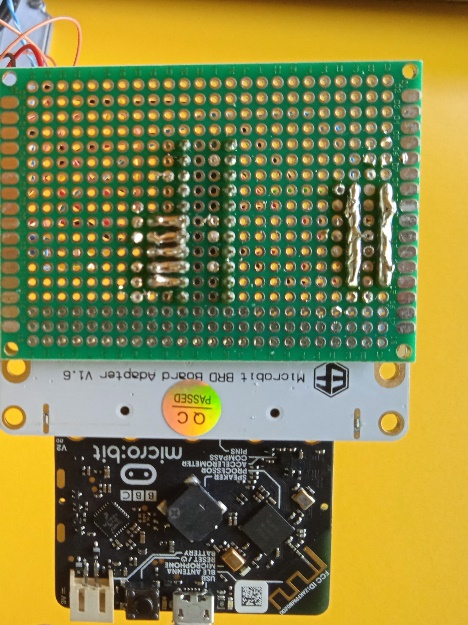 Microbit BRD Board Adapter V1.6
QC
PASSED
V2
micro:bit
BBC
PINS
COMPASS
ACCELEROMETER
PROCESSOR
SPEAKER
BATTERY
RESET /
MICROPHONE
BLE ANTENNA
USB